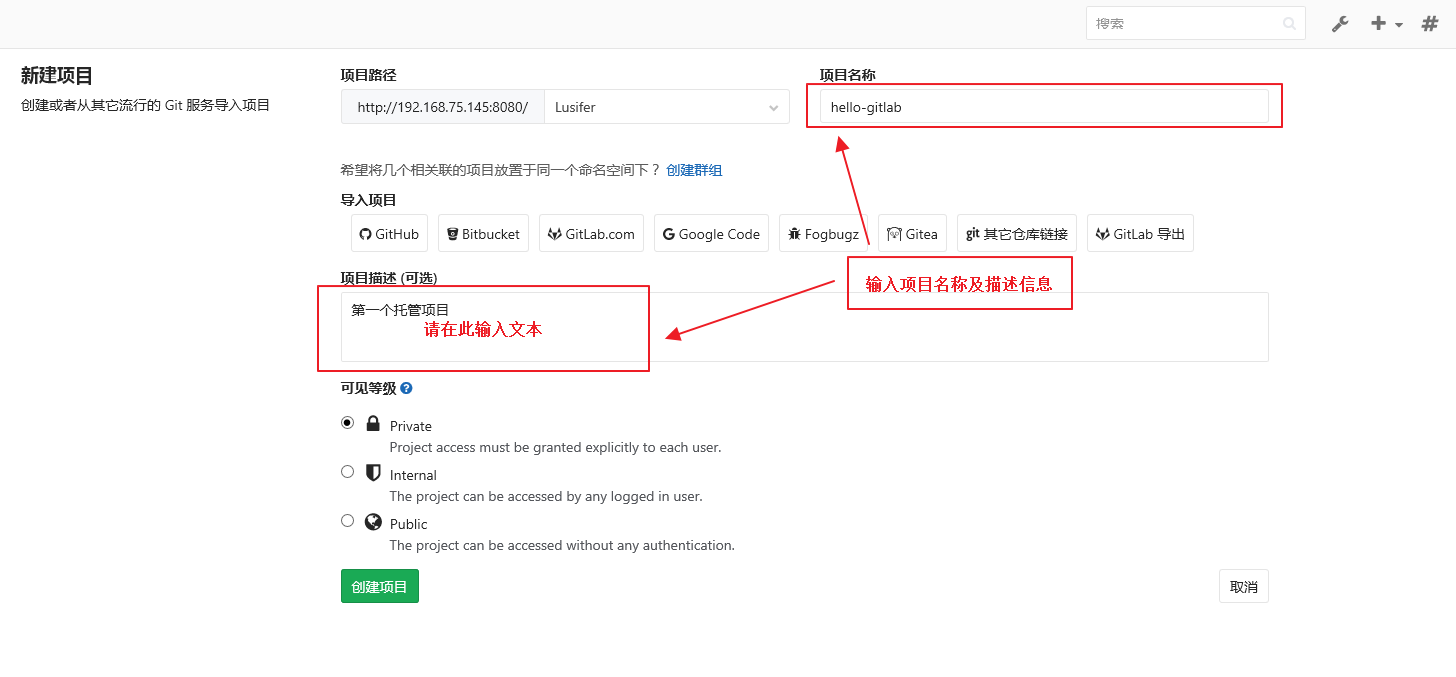 搜索
新建项目
创建或者从其它流行的 Git 服务导入项目
项目路径
项目名称
http://192.168.75.145:8080/
Lusifer
hello-gitlab
希望将几个相关联的项目放置于同一个命名空间下？ 创建群组
导入项目
GitHub
Bitbucket
GitLab.com
Google Code
Fogbugz
Gitea
git 其它仓库链接
GitLab 导出
项目描述 (可选)
输入项目名称及描述信息
第一个托管项目
请在此输入文本
可见等级
Private
Project access must be granted explicitly to each user.
Internal
The project can be accessed by any logged in user.
Public
The project can be accessed without any authentication.
创建项目
取消